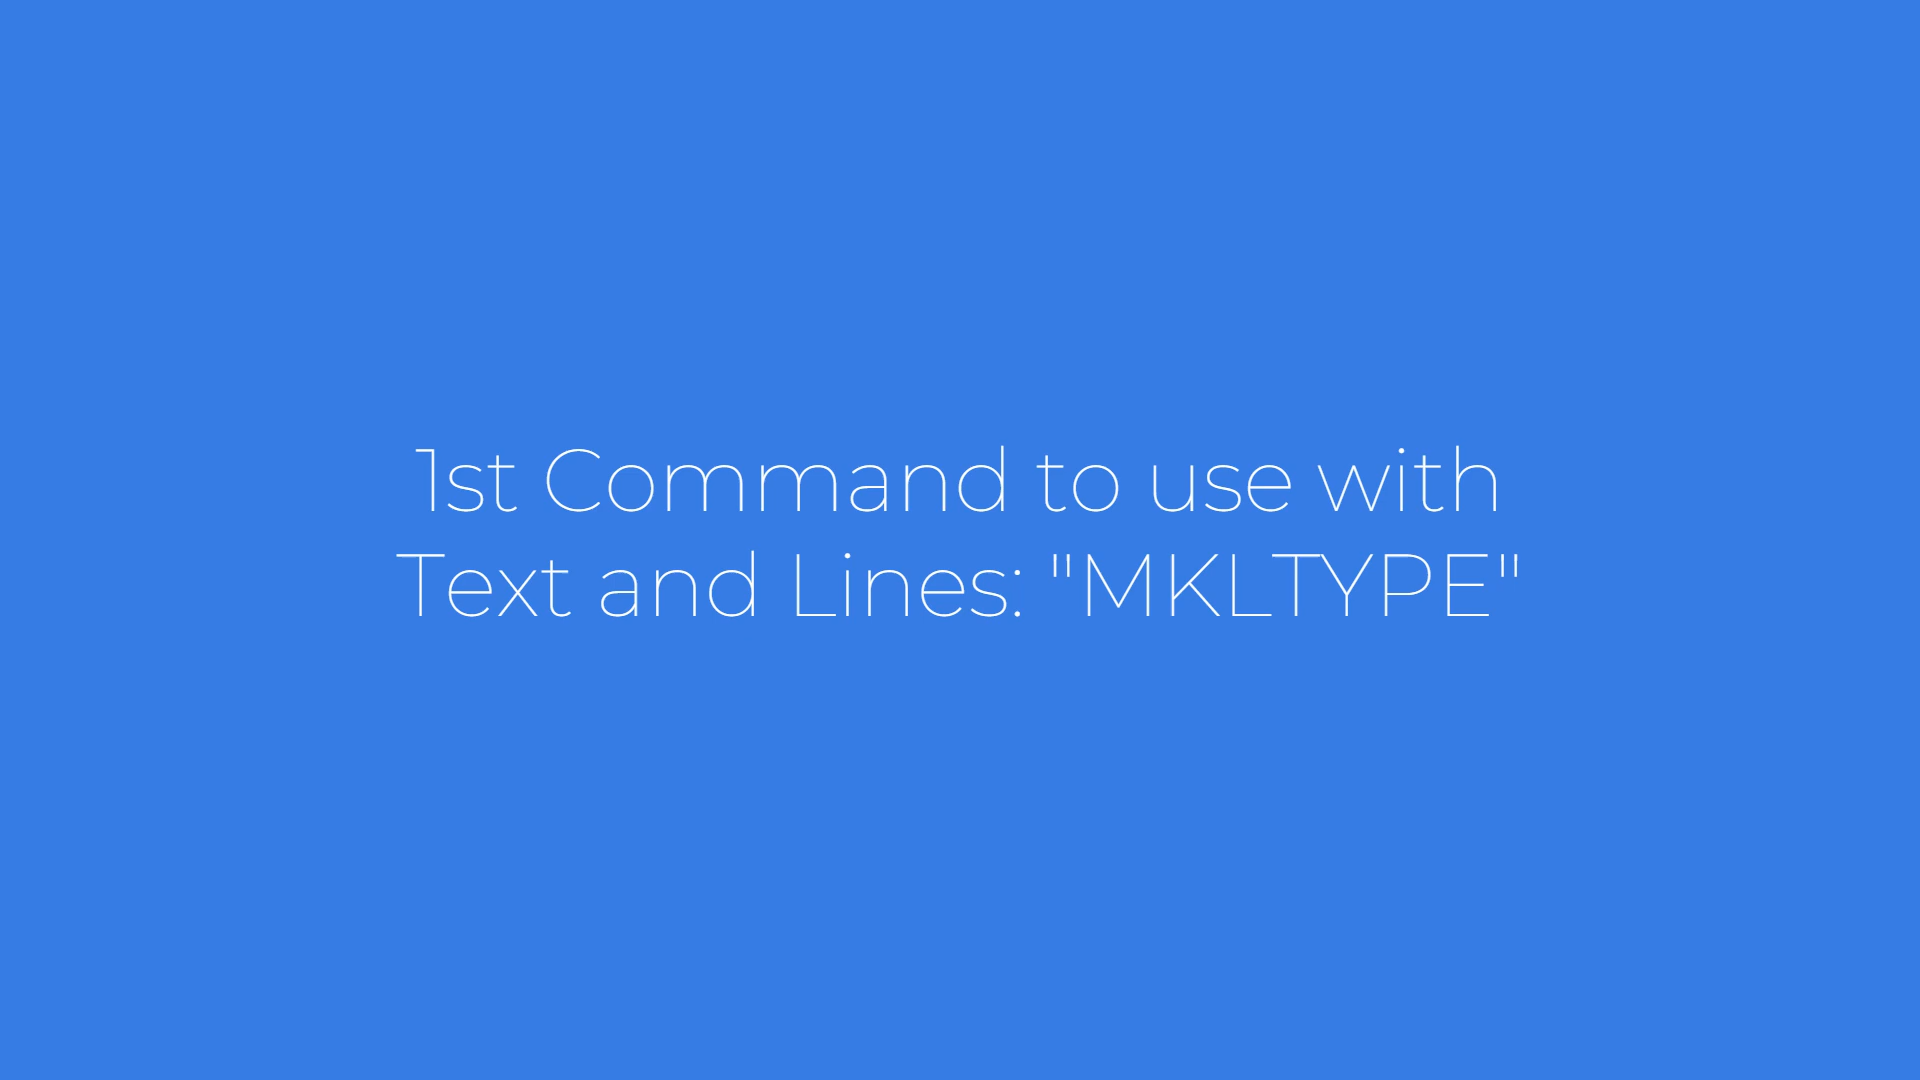 1st Command to use with
Text and Lines: "MKLTYPE"